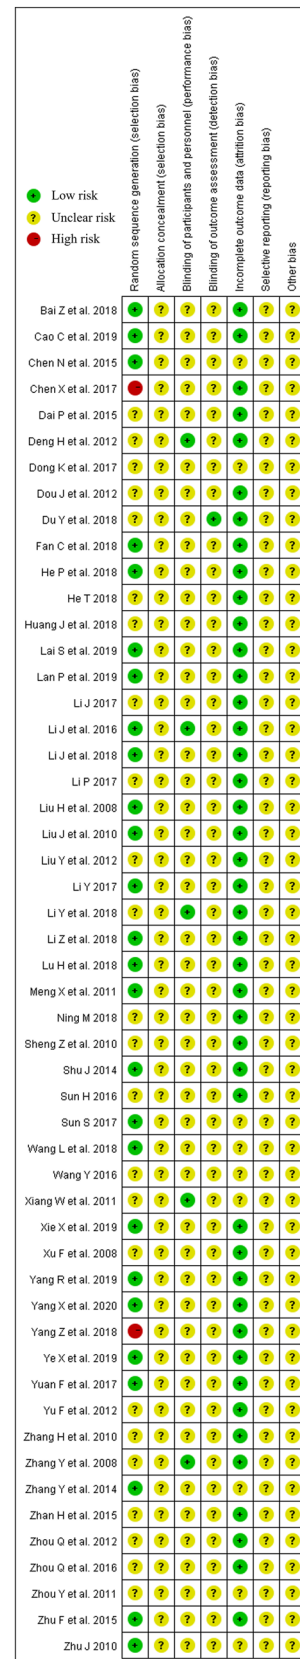 Random sequence generation (selection bias)
Allocation concealment (selection bias)
Blinding of participants and personnel (performance bias)
Blinding of outcome assessment (detection bias)
Incomplete outcome data (attrition bias)
Selective reporting (reporting bias)
Other bias
+ Low risk
? Unclear risk
- High risk
Bai Z et al. 2018 + ? ? ? + ? ?
Cao C et al. 2019 + ? ? ? + ? ?
Chen N et al. 2015 + ? ? ? ? ? ?
Chen X et al. 2017 - ? ? ? + ? ?
Dai P et al. 2015 ? ? ? ? + ? ?
Deng H et al. 2012 ? ? + ? + ? ?
Dong K et al. 2017 ? ? ? ? ? ? ?
Dou J et al. 2012 ? ? ? ? + ? ?
Du Y et al. 2018 ? ? ? + + ? ?
Fan C et al. 2018 + ? ? ? + ? ?
He P et al. 2018 + ? ? ? + ? ?
He T 2018 ? ? ? ? + ? ?
Huang J et al. 2018 ? ? ? ? + ? ?
Lai S et al. 2019 + ? ? ? + ? ?
Lan P et al. 2019 + ? ? ? + ? ?
Li J 2017 ? ? ? ? + ? ?
Li J et al. 2016 + ? + ? + ? ?
Li J et al. 2018 + ? ? ? + ? ?
Li P 2017 ? ? ? ? + ? ?
Liu H et al. 2008 + ? ? ? + ? ?
Liu J et al. 2010 + ? ? ? + ? ?
Liu Y et al. 2012 ? ? ? ? + ? ?
Li Y 2017 + ? ? ? + ? ?
Li Y et al. 2018 ? ? + ? + ? ?
Li Z et al. 2018 + ? ? ? + ? ?
Lu H et al. 2018 + ? ? ? + ? ?
Meng X et al. 2011 + ? ? ? + ? ?
Ning M 2018 ? ? ? ? + ? ?
Sheng Z et al. 2010 ? ? ? ? + ? ?
Shu J 2014 + ? ? ? + ? ?
Sun H 2016 ? ? ? ? + ? ?
Sun S 2017 + ? ? ? ? ? ?
Wang L et al. 2018 + ? ? ? ? ? ?
Wang Y 2016 ? ? ? ? ? ? ?
Xiang W et al. 2011 ? ? + ? ? ? ?
Xie X et al. 2019 + ? ? ? + ? ?
Xu F et al. 2008 ? ? ? ? + ? ?
Yang R et al. 2019 + ? ? ? + ? ?
Yang X et al. 2020 + ? ? ? + ? ?
Yang Z et al. 2018 - ? ? ? + ? ?
Ye X et al. 2019 + ? ? ? + ? ?
Yuan F et al. 2017 + ? ? ? + ? ?
Yu F et al. 2012 ? ? ? ? + ? ?
Zhang H et al. 2010 ? ? ? ? + ? ?
Zhang Y et al. 2008 ? ? + ? + ? ?
Zhang Y et al. 2014 + ? ? ? ? ? ?
Zhan H et al. 2015 ? ? ? ? + ? ?
Zhou Q et al. 2012 ? ? ? ? + ? ?
Zhou Q et al. 2016 ? ? ? ? + ? ?
Zhou Y et al. 2011 ? ? ? ? ? ? ?
Zhu F et al. 2015 + ? ? ? + ? ?
Zhu J 2010 + ? ? ? ? ? ?